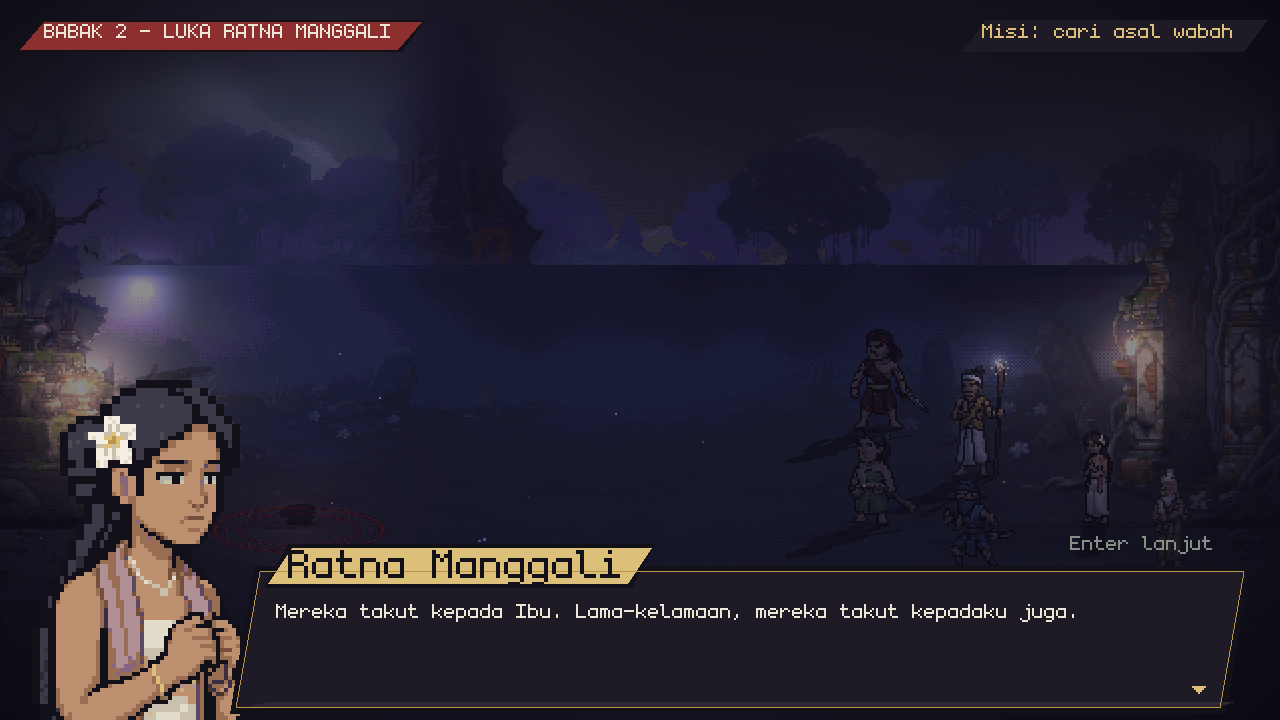 BABAK 2 - LUKA RATNA MANGGALI
Misi: cari asal wabah
Enter lanjut
Ratna Manggali
Mereka takut kepada Ibu. Lama-kelamaan, mereka takut kepadaku juga.